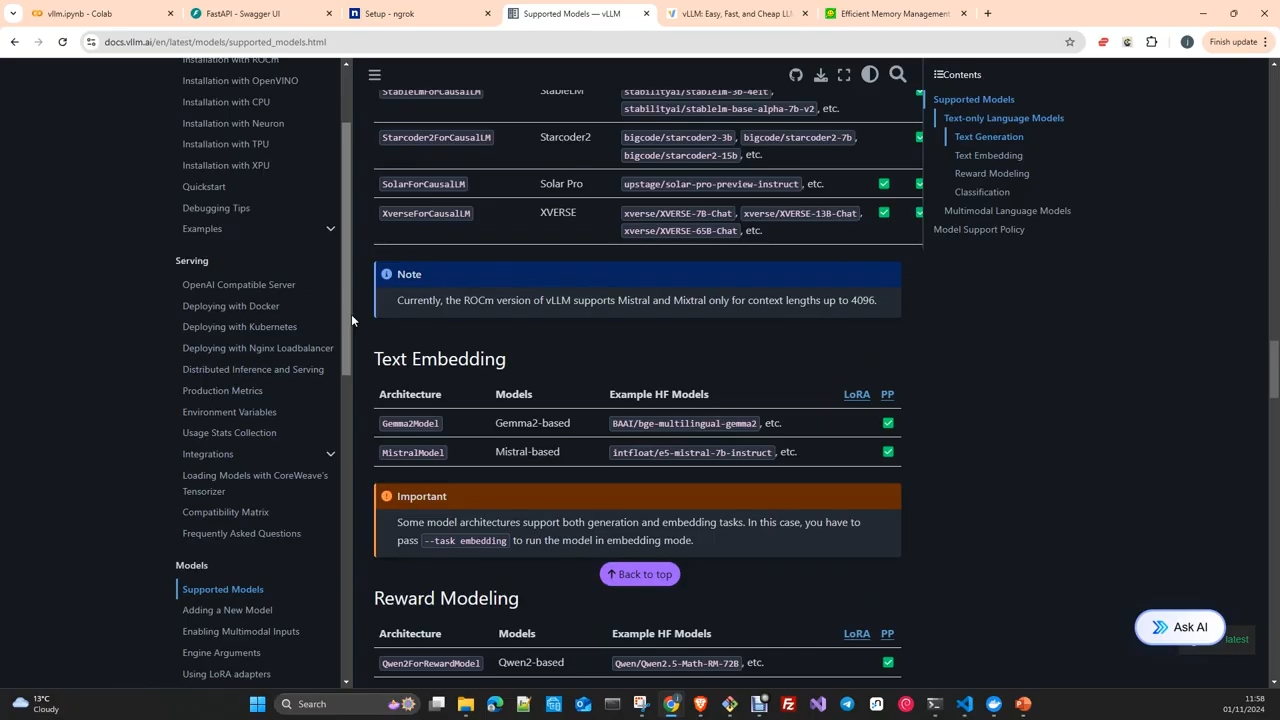 vllm.ipynb - Colab
FastAPI - Swagger UI
Setup - ngrok
Supported Models — vLLM
vLLM: Easy, Fast, and Cheap LL
Efficient Memory Management
docs.vllm.ai/en/latest/models/supported_models.html
Finish update
Installation with ROCm
Installation with OpenVINO
Installation with CPU
Installation with Neuron
Installation with TPU
Installation with XPU
Quickstart
Debugging Tips
Examples
Serving
OpenAI Compatible Server
Deploying with Docker
Deploying with Kubernetes
Deploying with Nginx Loadbalancer
Distributed Inference and Serving
Production Metrics
Environment Variables
Usage Stats Collection
Integrations
Loading Models with CoreWeave's
Tensorizer
Compatibility Matrix
Frequently Asked Questions
Models
Supported Models
Adding a New Model
Enabling Multimodal Inputs
Engine Arguments
Using LoRA adapters
StableLmForCausalLM StableLM stabilityai/stablelm-3b-4e1t
stabilityai/stablelm-base-alpha-7b-v2, etc.
Starcoder2ForCausalLM Starcoder2 bigcode/starcoder2-3b, bigcode/starcoder2-7b,
bigcode/starcoder2-15b, etc.
SolarForCausalLM Solar Pro upstage/solar-pro-preview-instruct, etc.
XverseForCausalLM XVERSE xverse/XVERSE-7B-Chat, xverse/XVERSE-13B-Chat,
xverse/XVERSE-65B-Chat, etc.
Note
Currently, the ROCm version of vLLM supports Mistral and Mixtral only for context lengths up to 4096.
Text Embedding
Architecture Models Example HF Models LoRA PP
Gemma2Model Gemma2-based BAAI/bge-multilingual-gemma2, etc.
MistralModel Mistral-based intfloat/e5-mistral-7b-instruct, etc.
Important
Some model architectures support both generation and embedding tasks. In this case, you have to
pass --task embedding to run the model in embedding mode.
Back to top
Reward Modeling
Architecture Models Example HF Models LoRA PP
Qwen2ForRewardModel Qwen2-based Qwen/Qwen2.5-Math-RM-72B, etc.
Contents
Supported Models
Text-only Language Models
Text Generation
Text Embedding
Reward Modeling
Classification
Multimodal Language Models
Model Support Policy
Ask AI
latest
13°C
Cloudy
Search
11:58
01/11/2024